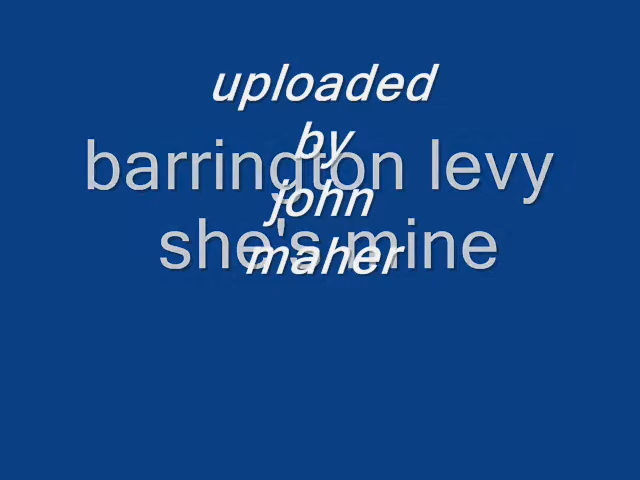 uploaded
by
barrington levy
john
she's mine
maher